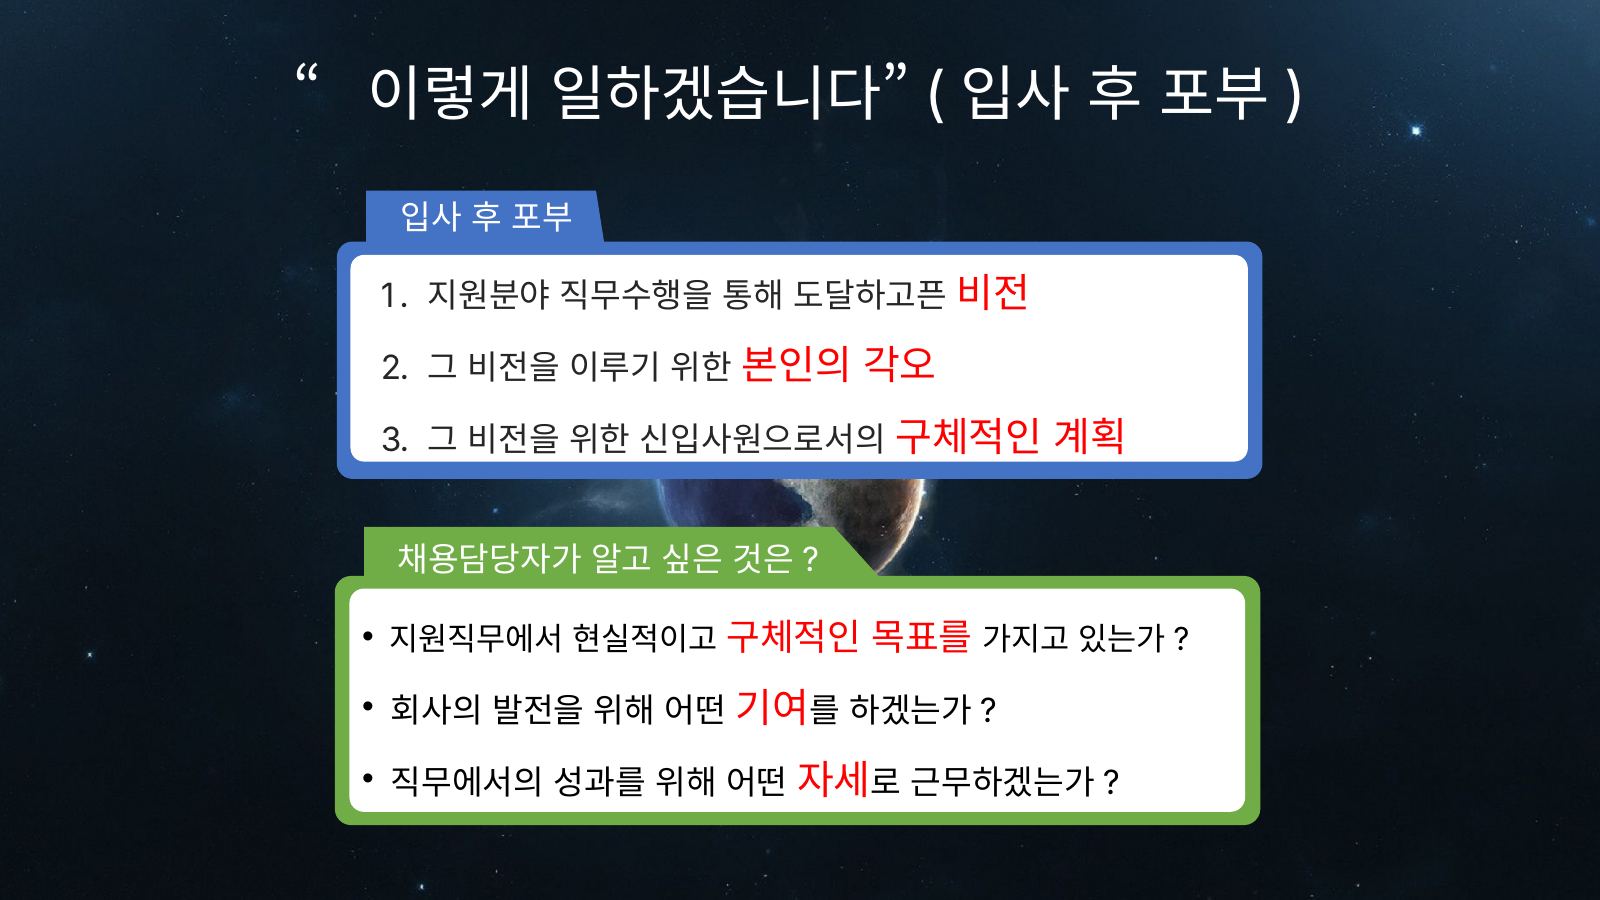 “ 이렇게 일하겠습니다” ( 입사 후 포부 )
입사 후 포부
1. 지원분야 직무수행을 통해 도달하고픈 비전
2. 그 비전을 이루기 위한 본인의 각오
3. 그 비전을 위한 신입사원으로서의 구체적인 계획
채용담당자가 알고 싶은 것은 ?
• 지원직무에서 현실적이고 구체적인 목표를 가지고 있는가 ?
• 회사의 발전을 위해 어떤 기여를 하겠는가 ?
• 직무에서의 성과를 위해 어떤 자세로 근무하겠는가 ?